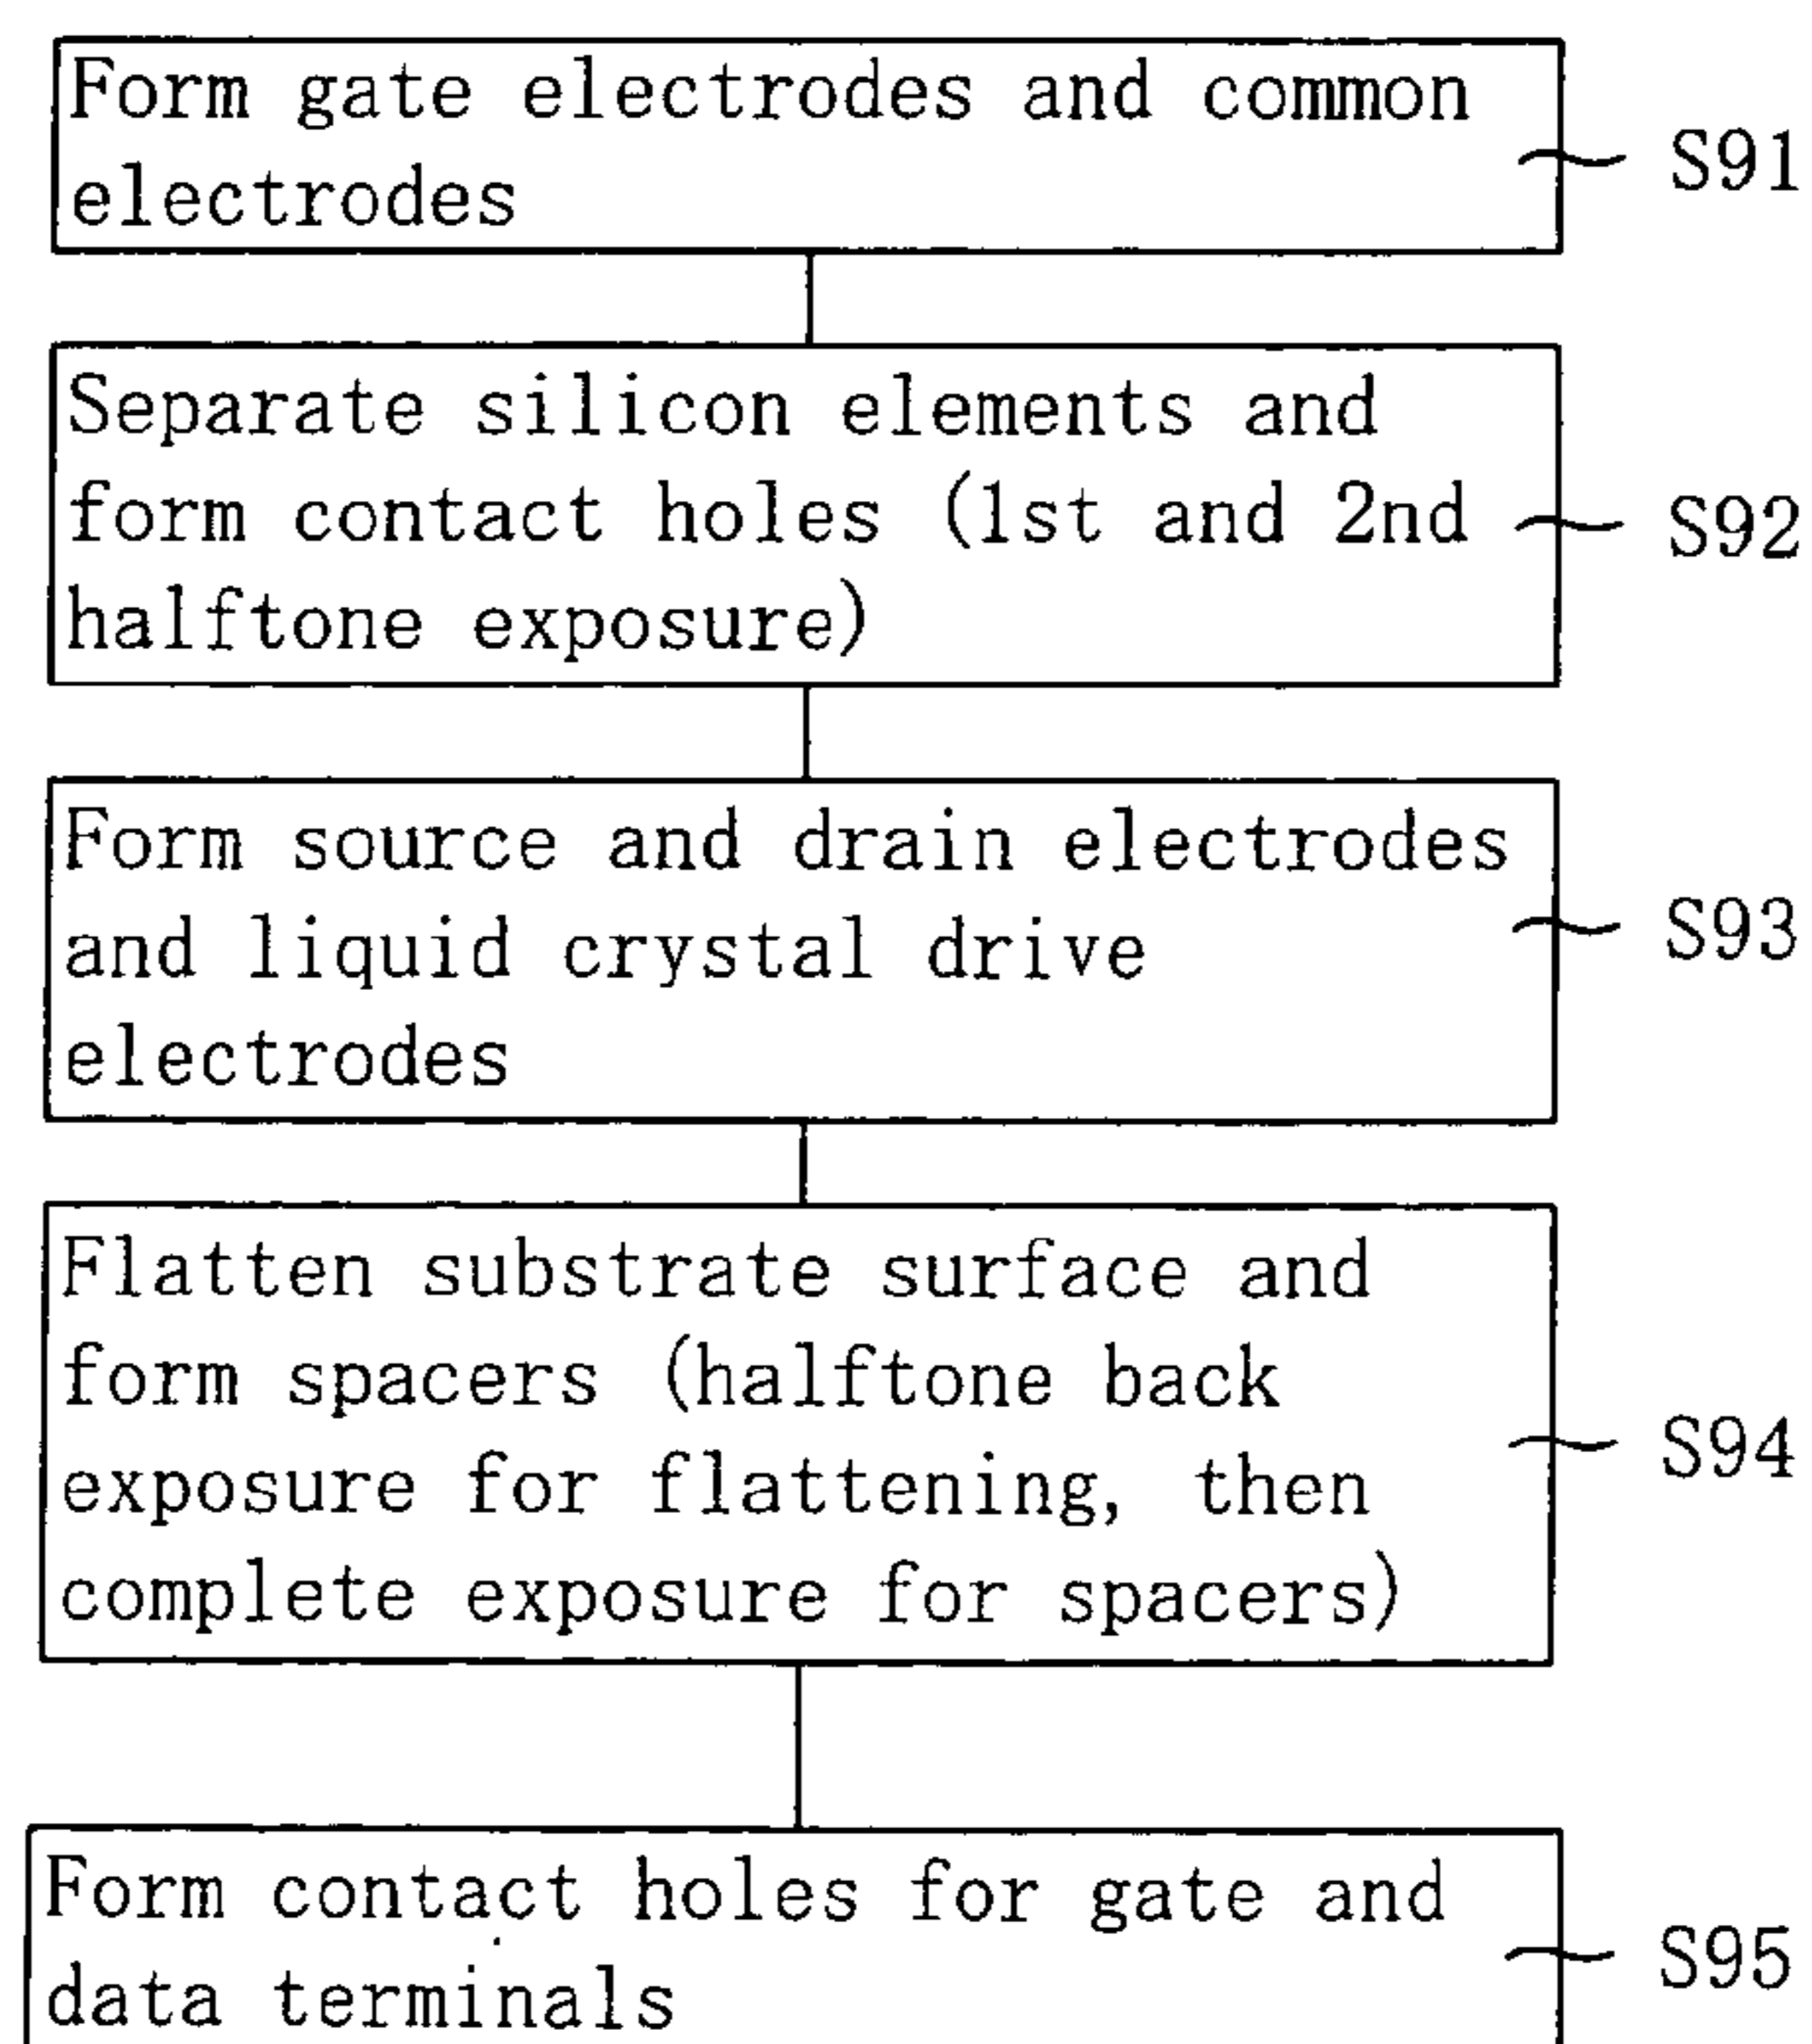 Form gate electrodes and common
electrodes
S91
Separate silicon elements and
form contact holes (1st and 2nd
halftone exposure)
S92
Form source and drain electrodes
and liquid crystal drive
electrodes
S93
Flatten substrate surface and
form spacers (halftone back
exposure for flattening, then
complete exposure for spacers)
S94
Form contact holes for gate and
data terminals
S95